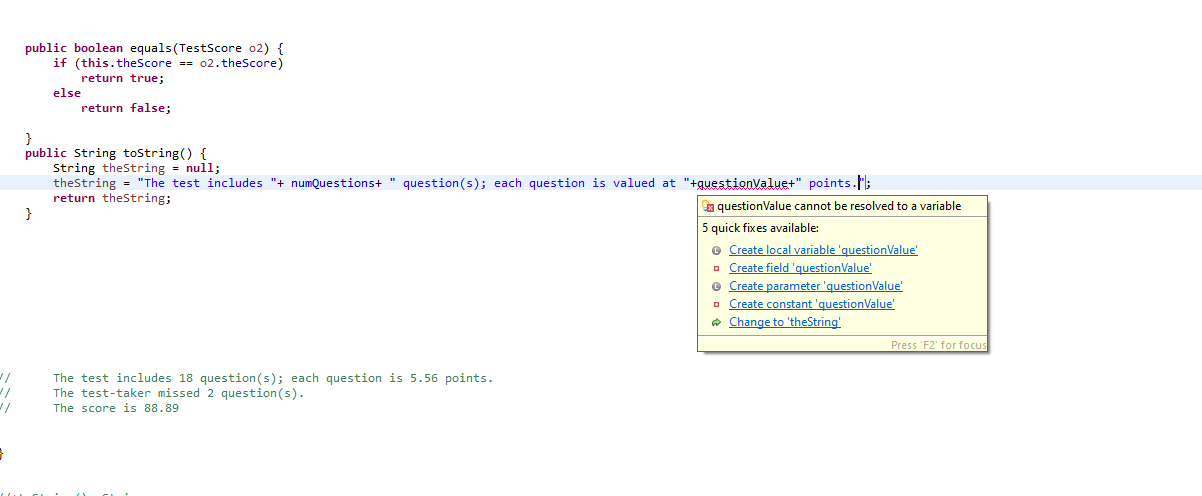 public boolean equals(TestScore o2) {
if (this.theScore == o2.theScore)
return true;
else
return false;
}
public String toString() {
String theString = null;
theString = "The test includes "+ numQuestions+ " question(s); each question is valued at "+questionValue+" points.";
return theString;
}
questionValue cannot be resolved to a variable
5 quick fixes available:
Create local variable 'questionValue'
Create field 'questionValue'
Create parameter 'questionValue'
Create constant 'questionValue'
Change to 'theString'
Press 'F2' for focus
// The test includes 18 question(s); each question is 5.56 points.
// The test-taker missed 2 question(s).
// The score is 88.89
}